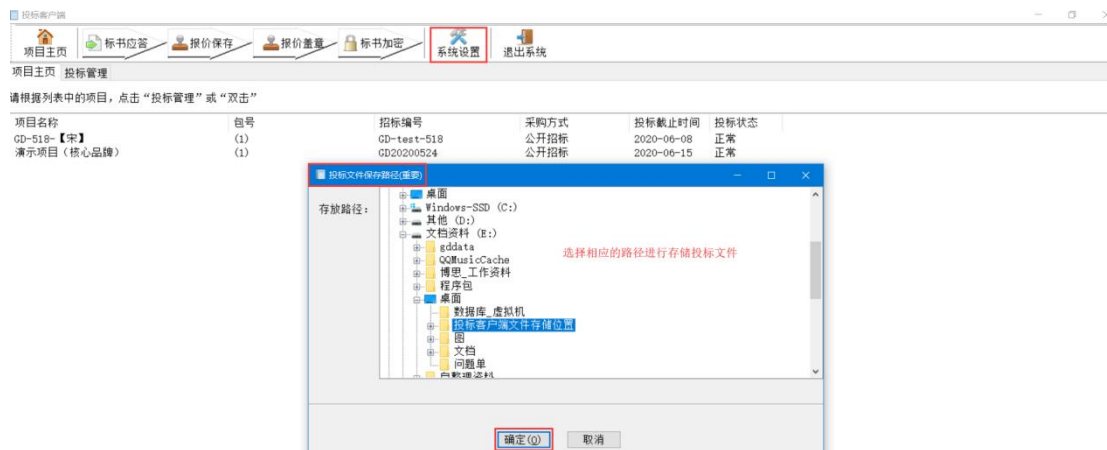 投标客户端
项目主页 标书应答 报价保存 报价盖章 标书加密 系统设置 退出系统
项目主页 投标管理
请根据列表中的项目，点击“投标管理”或“双击”
项目名称 包号 招标编号 采购方式 投标截止时间 投标状态
GD-518-【宋】 (1) GD-test-518 公开招标 2020-06-08 正常
演示项目（核心品牌） (1) GD20200524 公开招标 2020-06-15 正常
投标文件保存路径(重要)
存放路径：
桌面
Windows-SSD (C:)
其他 (D:)
文档资料 (E:)
gddata
QQMusicCache
选择相应的路径进行存储投标文件
博思_工作资料
程序包
桌面
数据库_虚拟机
投标客户端文件存储位置
图
文档
问题单
自整理资料
确定(O) 取消